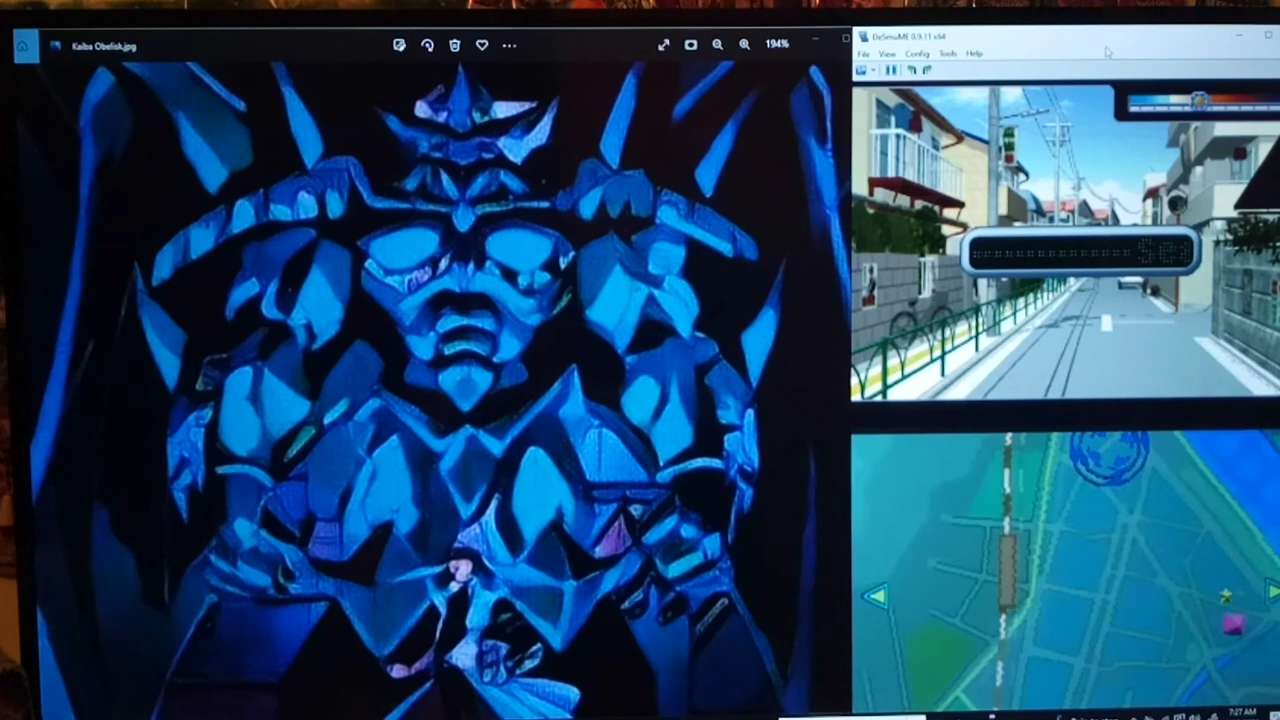 Kaiba Obelisk.jpg
194%
DeSmuME 0.9.11 x64
File View Config Tools Help
7:27 AM